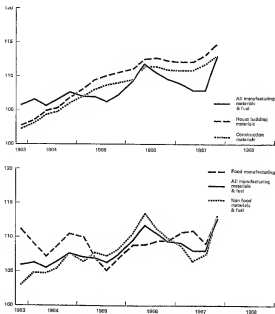 120
115
110
105
100
1963 1964 1965 1966 1967 1968
All manufacturing
materials
& fuel
House building
materials
Construction
materials
120
115
110
105
100
1963 1964 1965 1966 1967 1968
Food manufacturing
All manufacturing
materials
& fuel
Non food
materials
& fuel